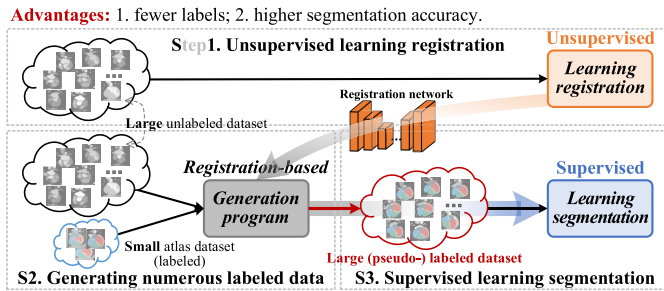 Advantages: 1. fewer labels; 2. higher segmentation accuracy.
Step1. Unsupervised learning registration
Unsupervised
Learning
registration
Registration network
Large unlabeled dataset
Registration-based
Generation
program
Supervised
Learning
segmentation
Small atlas dataset
(labeled)
Large (pseudo-) labeled dataset
S2. Generating numerous labeled data
S3. Supervised learning segmentation